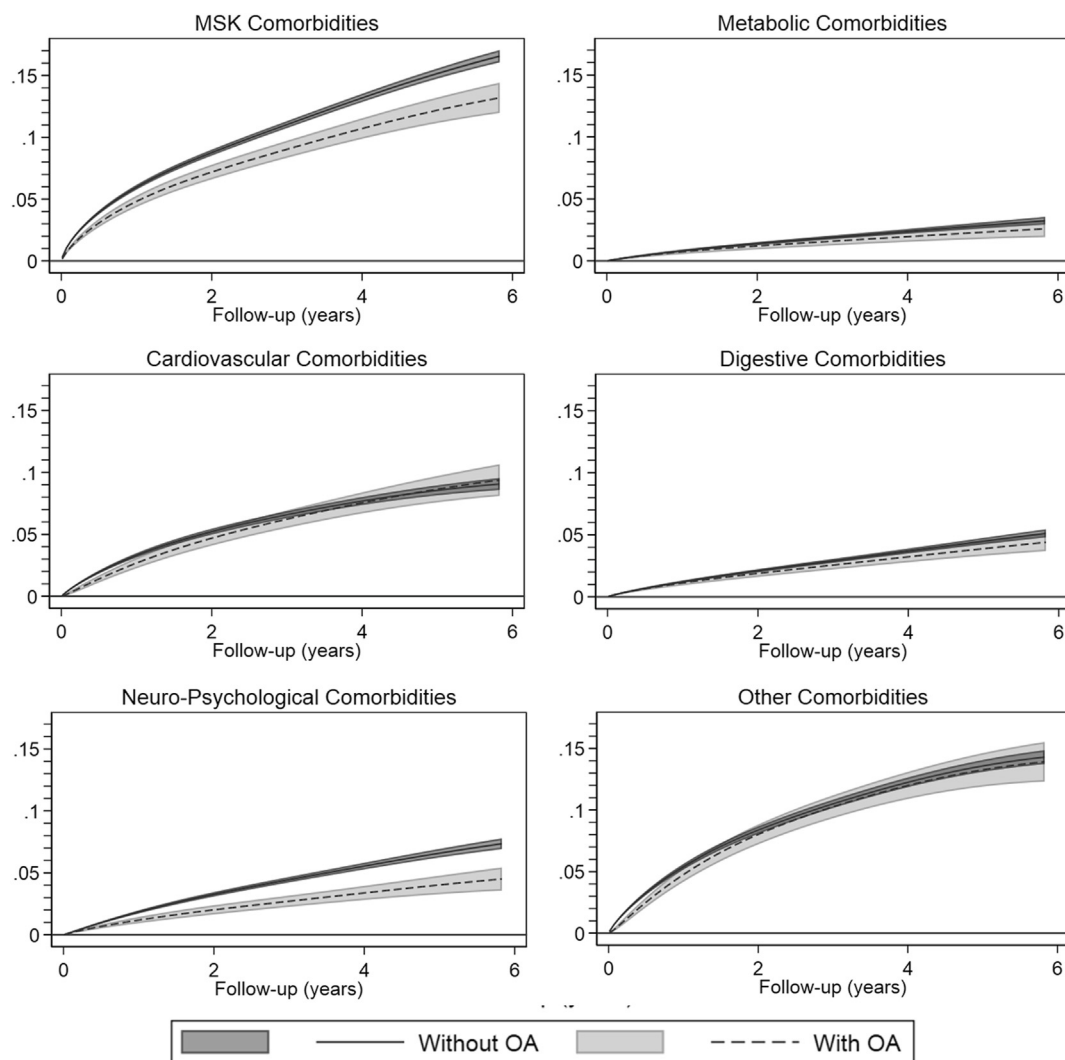 MSK Comorbidities
.15
.1
.05
0
0 2 4 6
Follow-up (years)
Metabolic Comorbidities
.15
.1
.05
0
0 2 4 6
Follow-up (years)
Cardiovascular Comorbidities
.15
.1
.05
0
0 2 4 6
Follow-up (years)
Digestive Comorbidities
.15
.1
.05
0
0 2 4 6
Follow-up (years)
Neuro-Psychological Comorbidities
.15
.1
.05
0
0 2 4 6
Follow-up (years)
Other Comorbidities
.15
.1
.05
0
0 2 4 6
Follow-up (years)
Without OA With OA